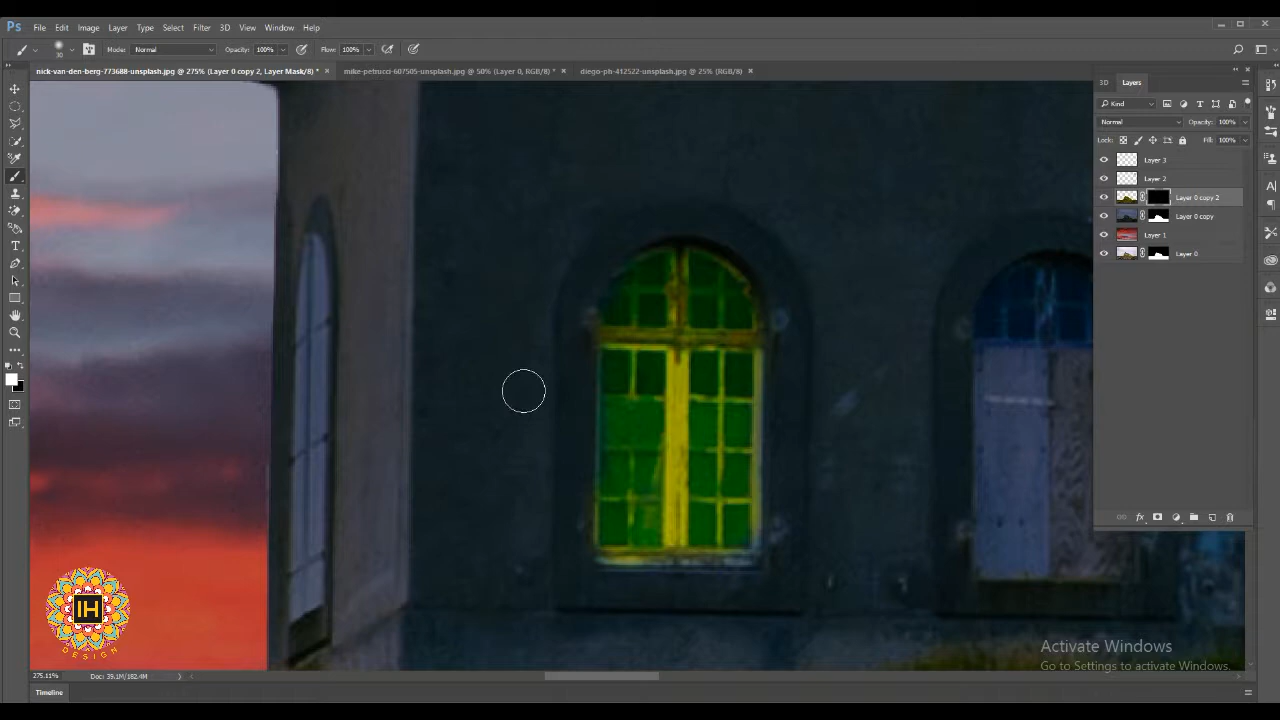 Ps File Edit Image Layer Type Select Filter 3D View Window Help
30 Mode: Normal Opacity: 100% Flow: 100%
nick-van-den-berg-773688-unsplash.jpg @ 275% (Layer 0 copy 2, Layer Mask/8) * × mike-petrucci-607505-unsplash.jpg @ 50% (Layer 0, RGB/8) * × diego-ph-412522-unsplash.jpg @ 25% (RGB/8) ×
3D Layers
Kind
Normal Opacity: 100%
Lock: Fill: 100%
Layer 3
Layer 2
Layer 0 copy 2
Layer 0 copy
Layer 1
Layer 0
IH
DESIGN
Activate Windows
Go to Settings to activate Windows.
275.11% Doc: 39.1M/182.4M
Timeline